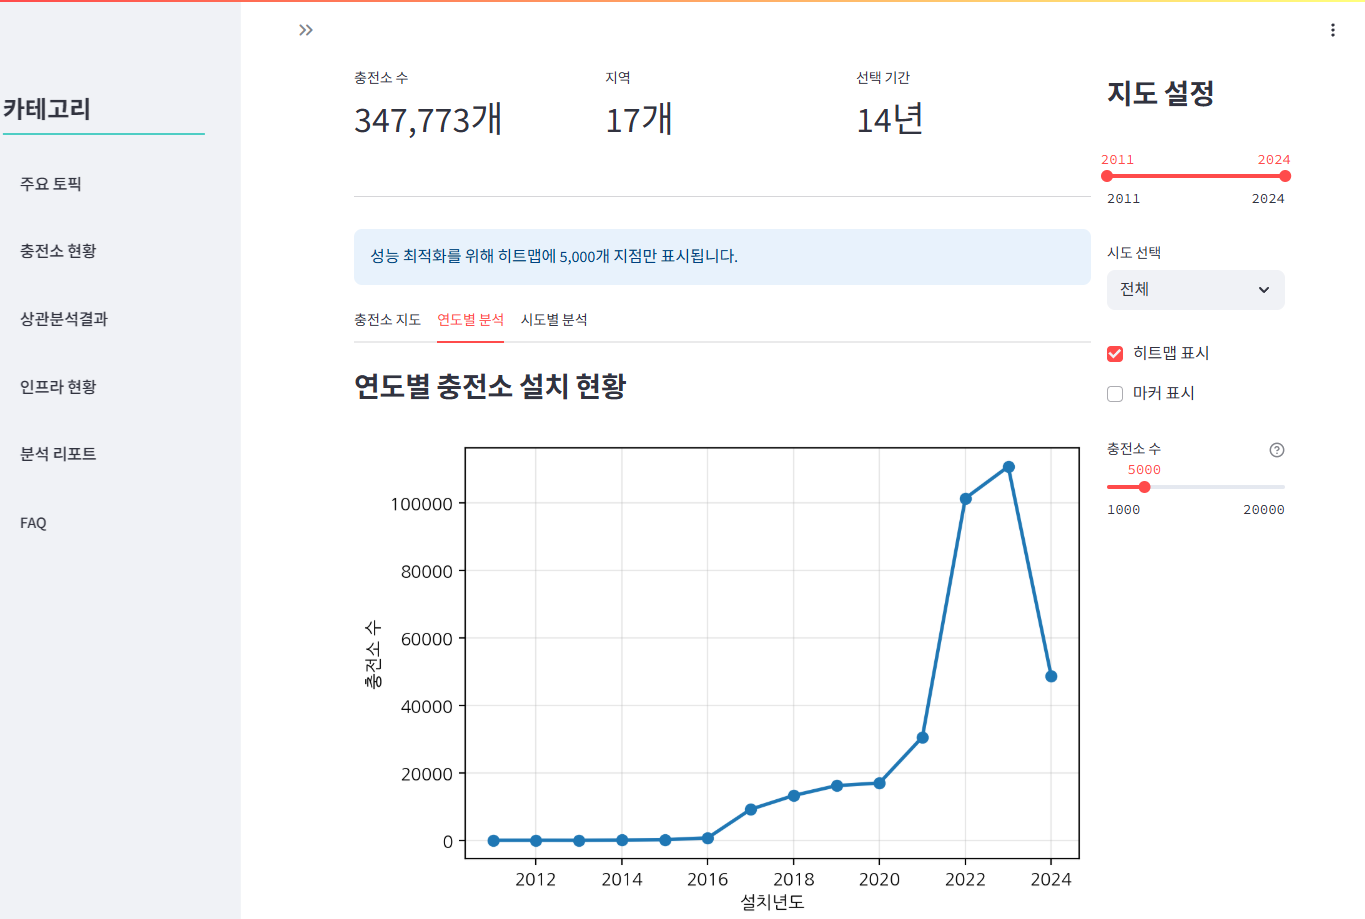 카테고리
주요 토픽
충전소 현황
상관분석결과
인프라 현황
분석 리포트
FAQ
충전소 수
347,773개
지역
17개
선택 기간
14년
성능 최적화를 위해 히트맵에 5,000개 지점만 표시됩니다.
충전소 지도 연도별 분석 시도별 분석
연도별 충전소 설치 현황
충전소 수
100000
80000
60000
40000
20000
0
2012 2014 2016 2018 2020 2022 2024
설치년도
지도 설정
2011 2024
2011 2024
시도 선택
전체
히트맵 표시
마커 표시
충전소 수
5000
1000 20000